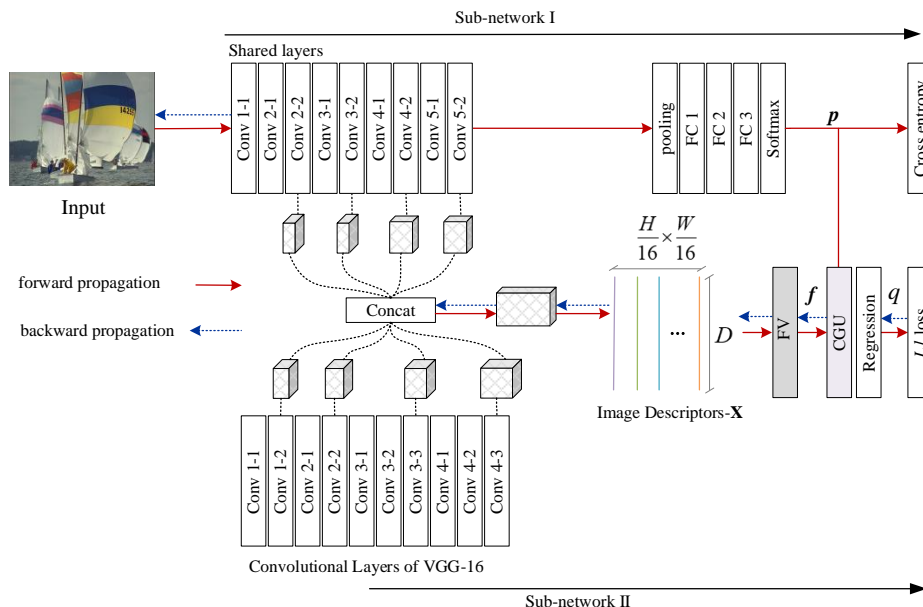 Sub-network I
Shared layers
Conv 1-1
Conv 2-1
Conv 2-2
Conv 3-1
Conv 3-2
Conv 4-1
Conv 4-2
Conv 5-1
Conv 5-2
pooling
FC 1
FC 2
FC 3
Softmax
p
Cross entropy
Input
H/16 × W/16
forward propagation
backward propagation
Concat
...
D
FV
f
CGU
Regression
q
L1 loss
Image Descriptors-X
Conv 1-1
Conv 1-2
Conv 2-1
Conv 2-2
Conv 3-1
Conv 3-2
Conv 3-3
Conv 4-1
Conv 4-2
Conv 4-3
Convolutional Layers of VGG-16
Sub-network II